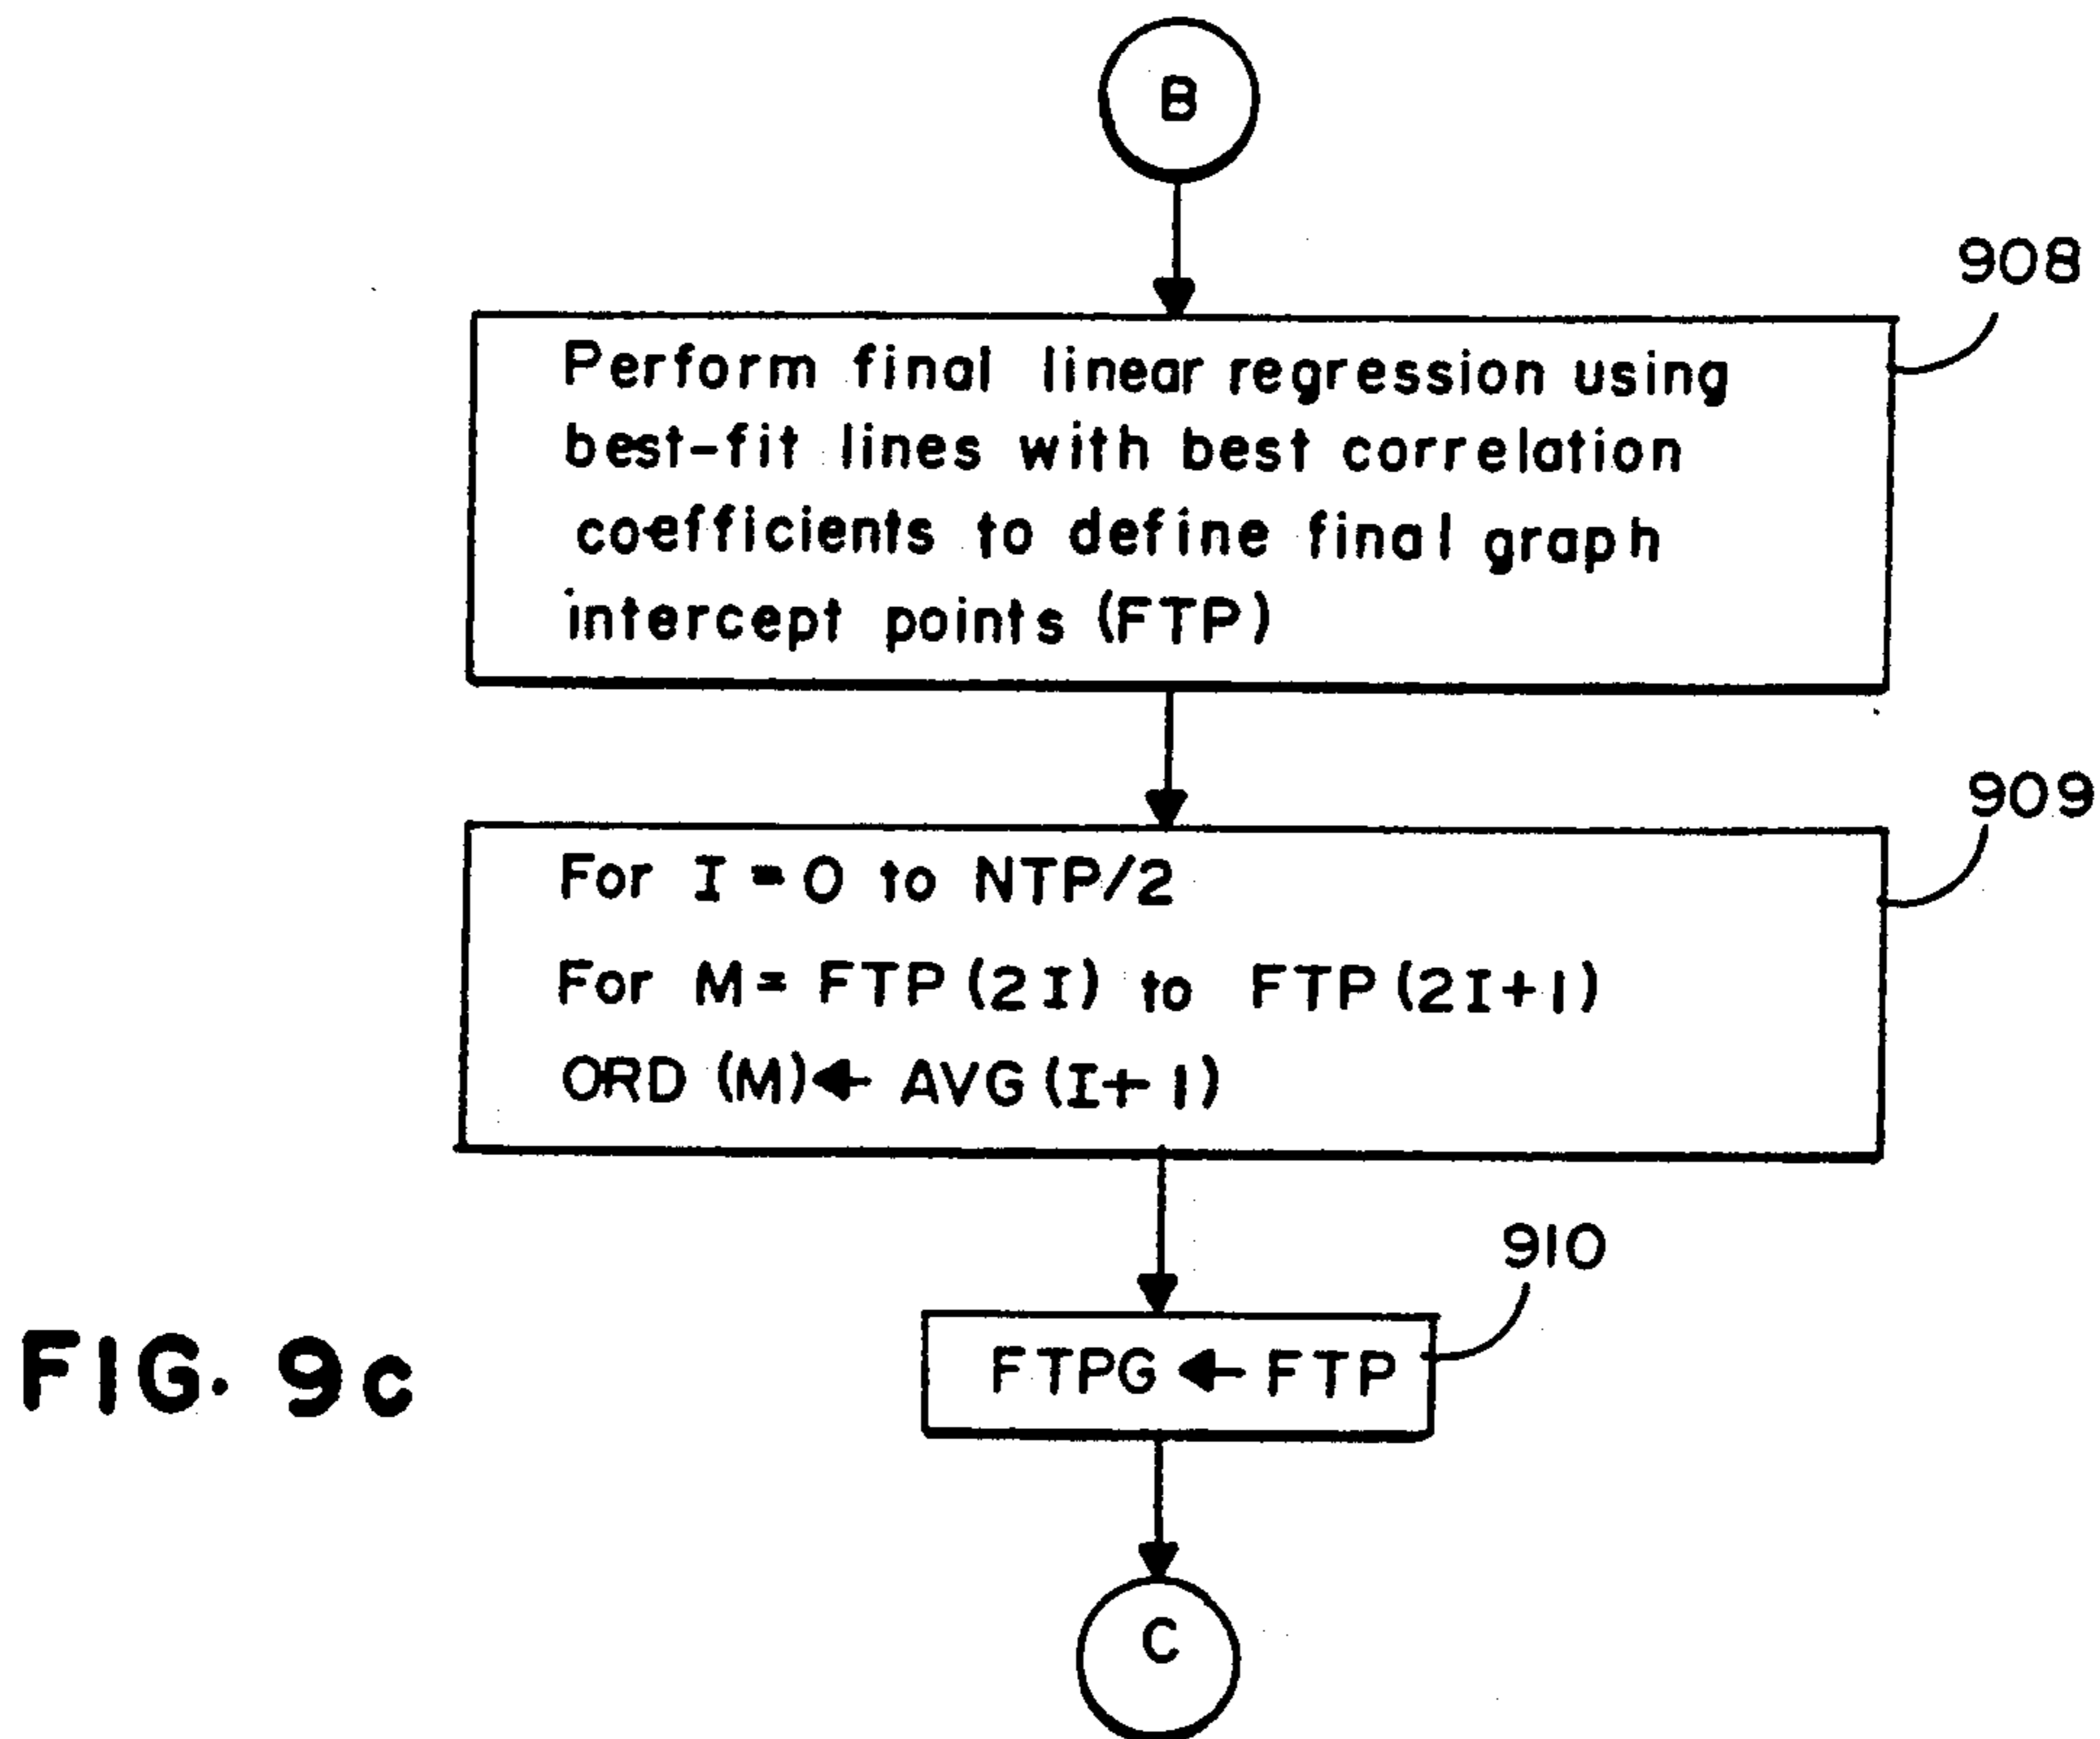 B
908
Perform final linear regression using
best-fit lines with best correlation
coefficients to define final graph
intercept points (FTP)
909
For I = 0 to NTP/2
For M = FTP (2I) to FTP (2I+1)
ORD (M) ← AVG (I+1)
910
FTPG ← FTP
FIG. 9c
C